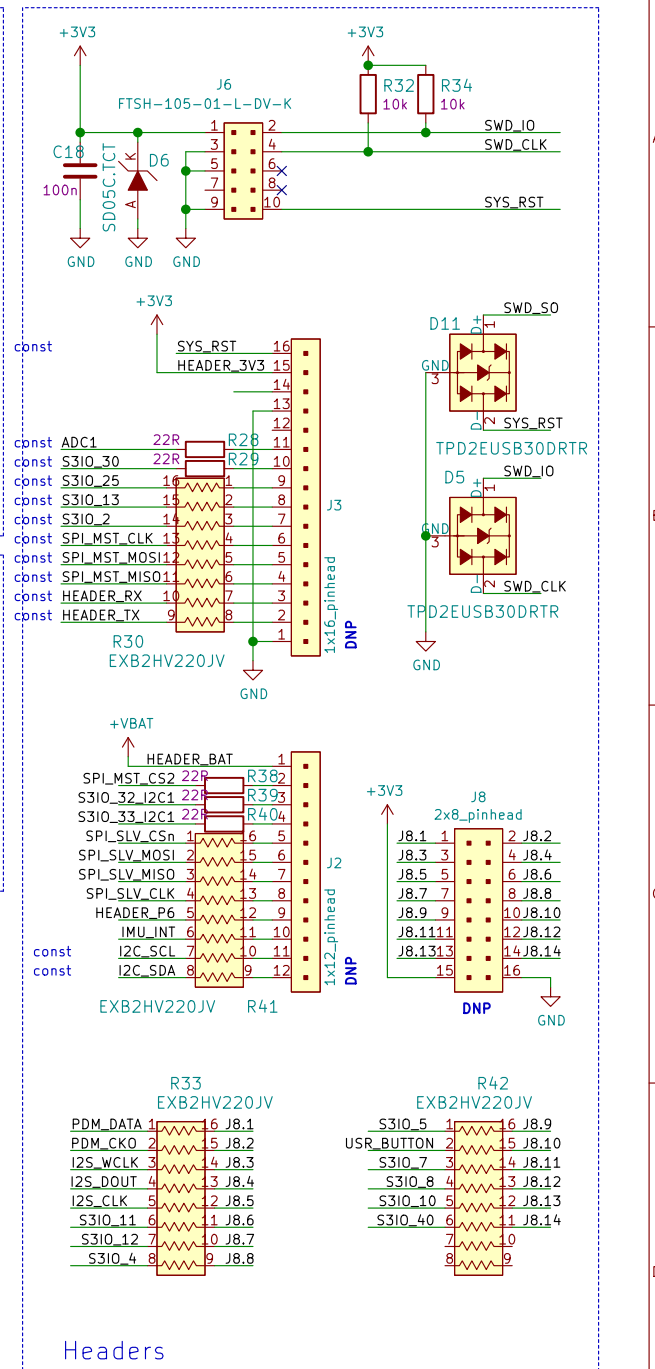 +3V3
+3V3
J6
FTSH-105-01-L-DV-K
R32
10k
R34
10k
1 2 SWD_IO
3 4 SWD_CLK
5 6
7 8
9 10 SYS_RST
C18
100n
K
D6
A
SD05C.TCT
GND
GND
GND
+3V3
const SYS_RST 16
HEADER_3V3 15
14
13
12
const ADC1 22R R28 11
const S3IO_30 22R R29 10
const S3IO_25 16 1 9
const S3IO_13 15 2 8
const S3IO_2 14 3 7
const SPI_MST_CLK 13 4 6
const SPI_MST_MOSI 12 5 5
const SPI_MST_MISO 11 6 4
const HEADER_RX 10 7 3
const HEADER_TX 9 8 2
1
R30
EXB2HV220JV
GND
J3
1x16_pinhead
DNP
SWD_SO
D11
D+
1
GND
3
D-
2
SYS_RST
TPD2EUSB30DRTR
SWD_IO
D5
D+
1
GND
3
D-
2
SWD_CLK
TPD2EUSB30DRTR
GND
+VBAT
HEADER_BAT 1
SPI_MST_CS2 22R R38 2
S3IO_32_I2C1 22R R39 3
S3IO_33_I2C1 22R R40 4
SPI_SLV_CSn 1 16 5
SPI_SLV_MOSI 2 15 6
SPI_SLV_MISO 3 14 7
SPI_SLV_CLK 4 13 8
HEADER_P6 5 12 9
IMU_INT 6 11 10
const I2C_SCL 7 10 11
const I2C_SDA 8 9 12
EXB2HV220JV R41
J2
1x12_pinhead
DNP
+3V3
J8
2x8_pinhead
J8.1 1 2 J8.2
J8.3 3 4 J8.4
J8.5 5 6 J8.6
J8.7 7 8 J8.8
J8.9 9 10 J8.10
J8.11 11 12 J8.12
J8.13 13 14 J8.14
15 16
DNP
GND
R33
EXB2HV220JV
PDM_DATA 1 16 J8.1
PDM_CKO 2 15 J8.2
I2S_WCLK 3 14 J8.3
I2S_DOUT 4 13 J8.4
I2S_CLK 5 12 J8.5
S3IO_11 6 11 J8.6
S3IO_12 7 10 J8.7
S3IO_4 8 9 J8.8
R42
EXB2HV220JV
S3IO_5 1 16 J8.9
USR_BUTTON 2 15 J8.10
S3IO_7 3 14 J8.11
S3IO_8 4 13 J8.12
S3IO_10 5 12 J8.13
S3IO_40 6 11 J8.14
7 10
8 9
Headers